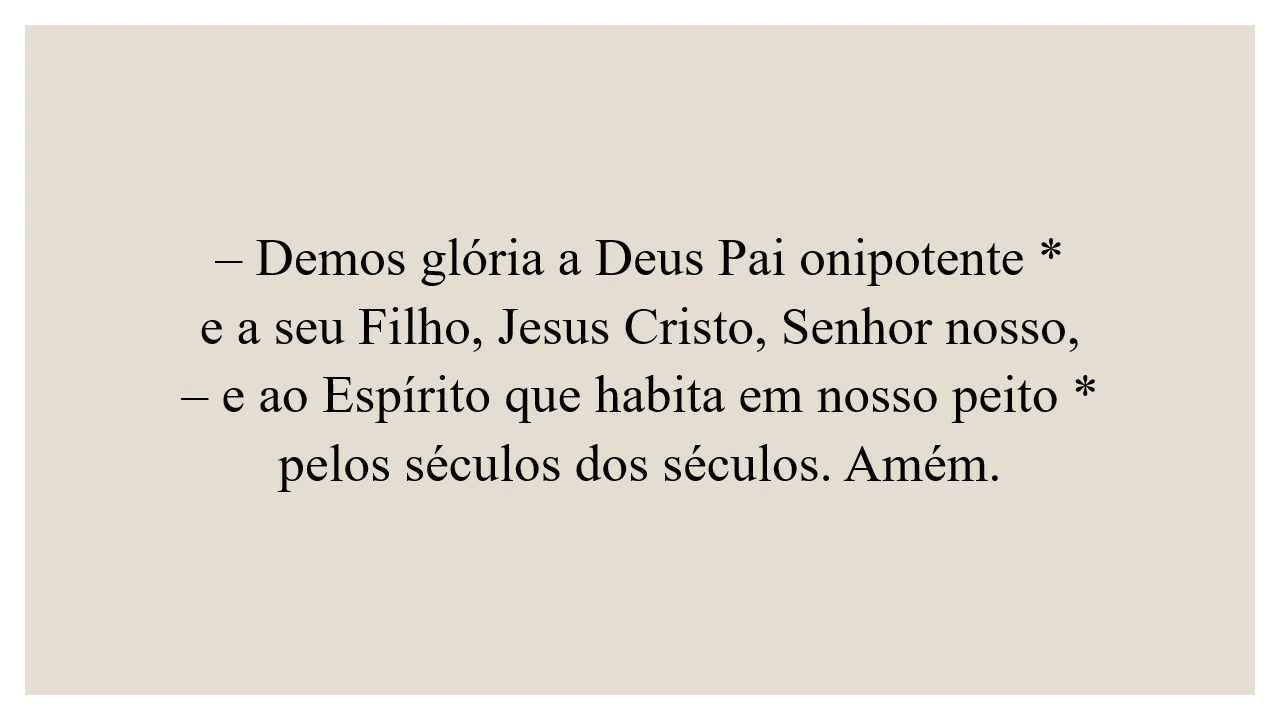 – Demos glória a Deus Pai onipotente *
e a seu Filho, Jesus Cristo, Senhor nosso,
– e ao Espírito que habita em nosso peito *
pelos séculos dos séculos. Amém.